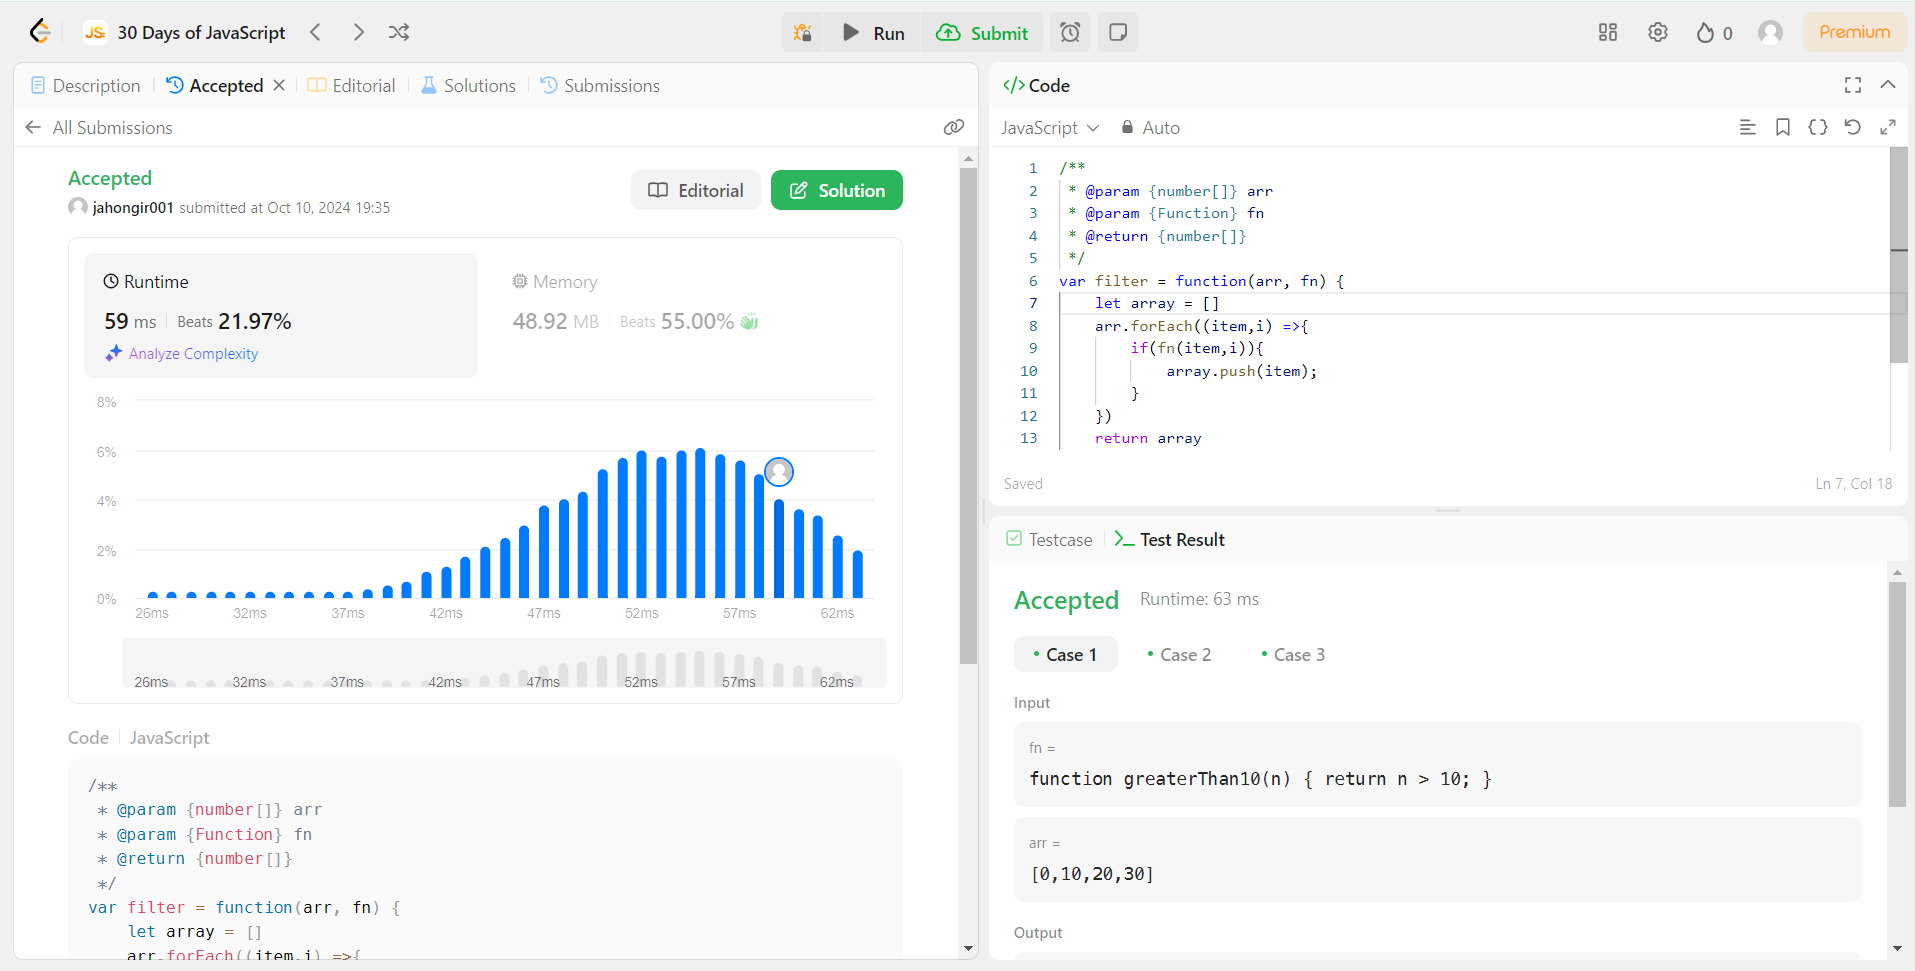 JS 30 Days of JavaScript
Run Submit
0 Premium
Description Accepted Editorial Solutions Submissions
All Submissions
Accepted
jahongir001 submitted at Oct 10, 2024 19:35
Editorial Solution
Runtime
59 ms Beats 21.97%
Analyze Complexity
Memory
48.92 MB Beats 55.00%
8%
6%
4%
2%
0%
26ms 32ms 37ms 42ms 47ms 52ms 57ms 62ms
26ms 32ms 37ms 42ms 47ms 52ms 57ms 62ms
Code JavaScript
/**
 * @param {number[]} arr
 * @param {Function} fn
 * @return {number[]}
 */
var filter = function(arr, fn) {
    let array = []
    arr.forEach((item,i) =>{
</> Code
JavaScript Auto
1 /**
2  * @param {number[]} arr
3  * @param {Function} fn
4  * @return {number[]}
5  */
6 var filter = function(arr, fn) {
7     let array = []
8     arr.forEach((item,i) =>{
9         if(fn(item,i)){
10             array.push(item);
11         }
12     })
13     return array
Saved Ln 7, Col 18
Testcase Test Result
Accepted Runtime: 63 ms
• Case 1 • Case 2 • Case 3
Input
fn =
function greaterThan10(n) { return n > 10; }
arr =
[0,10,20,30]
Output